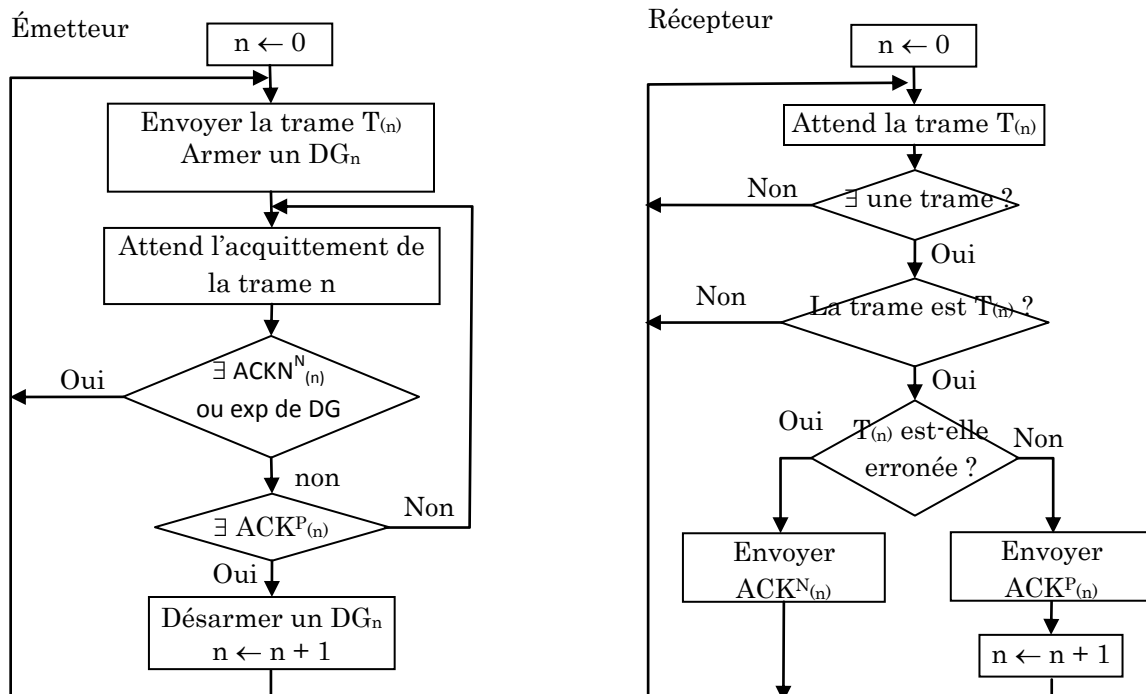 Émetteur
n ← 0
Envoyer la trame T(n)
Armer un DGn
Attend l'acquittement de
la trame n
∃ ACKN^N(n)
ou exp de DG
Oui
non
∃ ACK^P(n)
Non
Oui
Désarmer un DGn
n ← n + 1
Récepteur
n ← 0
Attend la trame T(n)
∃ une trame ?
Non
Oui
La trame est T(n) ?
Non
Oui
T(n) est-elle
erronée ?
Oui
Non
Envoyer
ACK^N(n)
Envoyer
ACK^P(n)
n ← n + 1